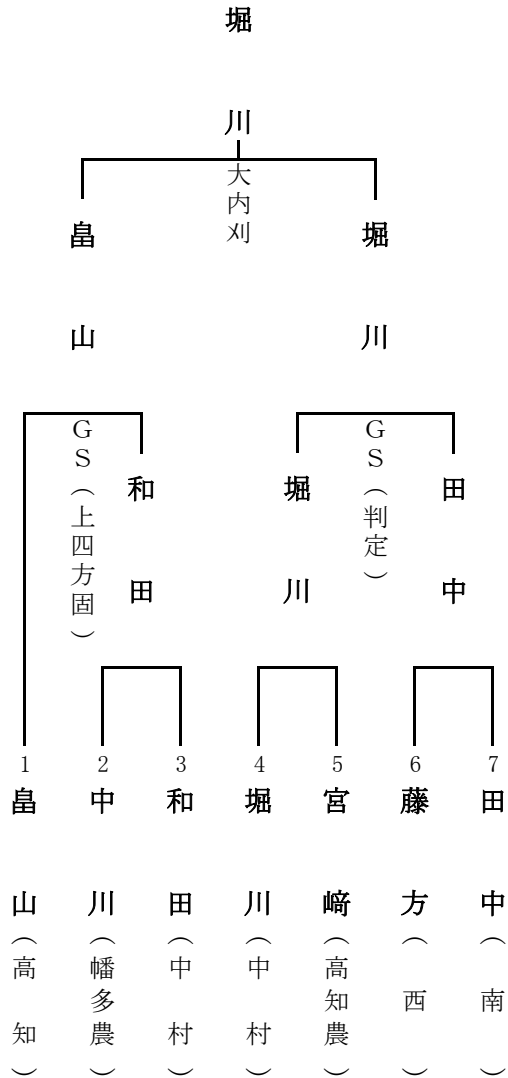 堀川
大内刈
畠山
堀川
GS（上四方固）
和田
堀川
GS（判定）
田中
1
畠山（高知）
2
中川（幡多農）
3
和田（中村）
4
堀川（中村）
5
宮﨑（高知農）
6
藤方（西）
7
田中（南）